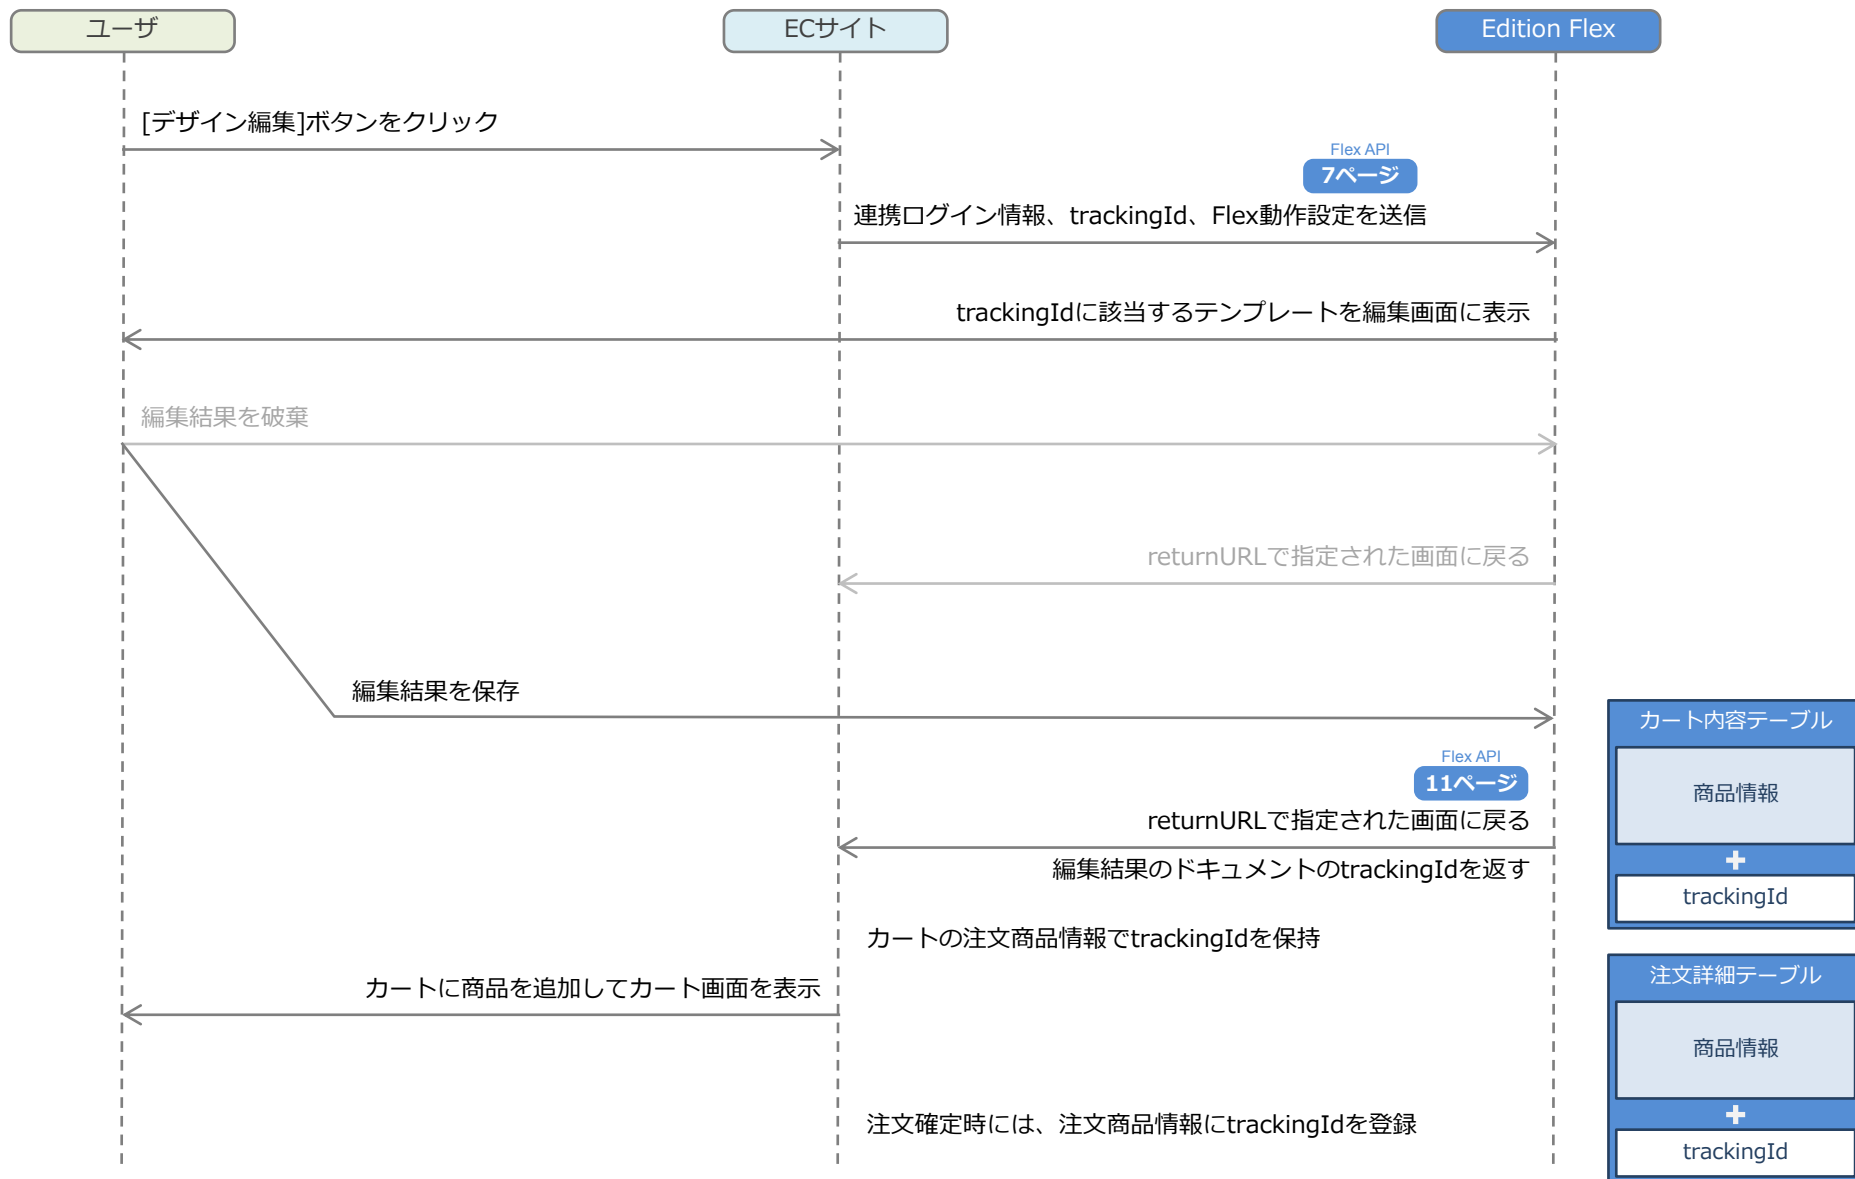 ユーザ
ECサイト
Edition Flex
[デザイン編集]ボタンをクリック
Flex API
7ページ
連携ログイン情報、trackingId、Flex動作設定を送信
trackingIdに該当するテンプレートを編集画面に表示
編集結果を破棄
returnURLで指定された画面に戻る
編集結果を保存
Flex API
11ページ
returnURLで指定された画面に戻る
編集結果のドキュメントのtrackingIdを返す
カートの注文商品情報でtrackingIdを保持
カートに商品を追加してカート画面を表示
注文確定時には、注文商品情報にtrackingIdを登録
カート内容テーブル
商品情報
+
trackingId
注文詳細テーブル
商品情報
+
trackingId